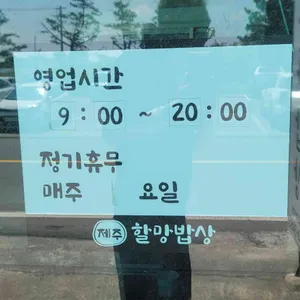 영업시간
9:00 ~ 20:00
정기휴무
매주 요일
제주 할망밥상